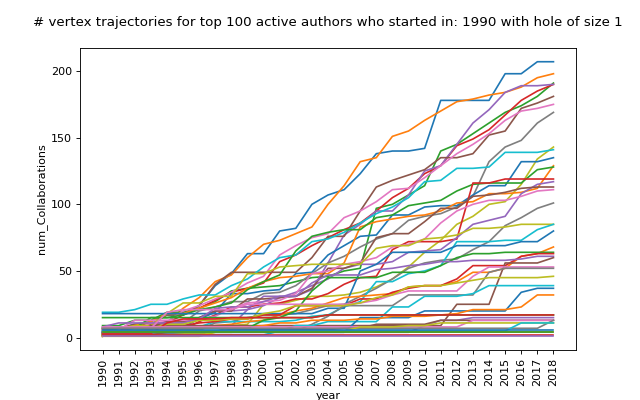 # vertex trajectories for top 100 active authors who started in: 1990 with hole of size 1
200
150
100
50
0
num_Collaborations
1990 1991 1992 1993 1994 1995 1996 1997 1998 1999 2000 2001 2002 2003 2004 2005 2006 2007 2008 2009 2010 2011 2012 2013 2014 2015 2016 2017 2018
year